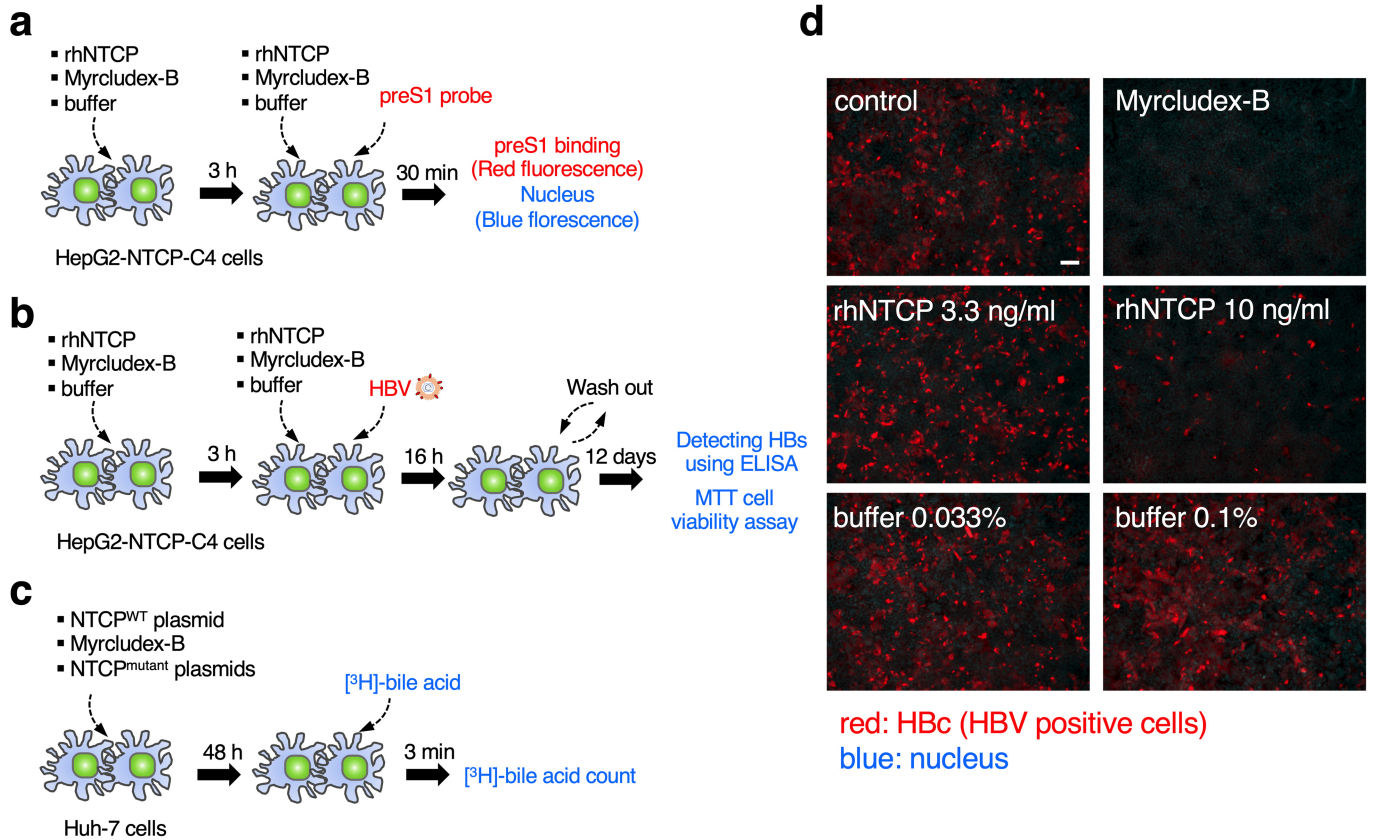 a
▪ rhNTCP
▪ Myrcludex-B
▪ buffer
▪ rhNTCP
▪ Myrcludex-B
▪ buffer
preS1 probe
3 h
30 min
preS1 binding
(Red fluorescence)
Nucleus
(Blue florescence)
HepG2-NTCP-C4 cells
b
▪ rhNTCP
▪ Myrcludex-B
▪ buffer
▪ rhNTCP
▪ Myrcludex-B
▪ buffer
HBV
Wash out
3 h
16 h
12 days
Detecting HBs
using ELISA
MTT cell
viability assay
HepG2-NTCP-C4 cells
c
▪ NTCPᵂᵀ plasmid
▪ Myrcludex-B
▪ NTCPᵐᵘᵗᵃⁿᵗ plasmids
[³H]-bile acid
48 h
3 min
[³H]-bile acid count
Huh-7 cells
d
control
Myrcludex-B
rhNTCP 3.3 ng/ml
rhNTCP 10 ng/ml
buffer 0.033%
buffer 0.1%
red: HBc (HBV positive cells)
blue: nucleus